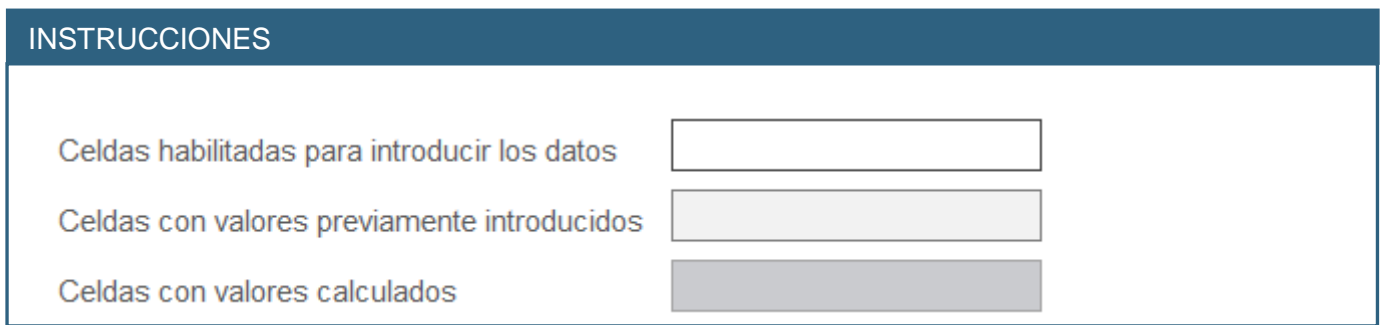 INSTRUCCIONES
Celdas habilitadas para introducir los datos
Celdas con valores previamente introducidos
Celdas con valores calculados